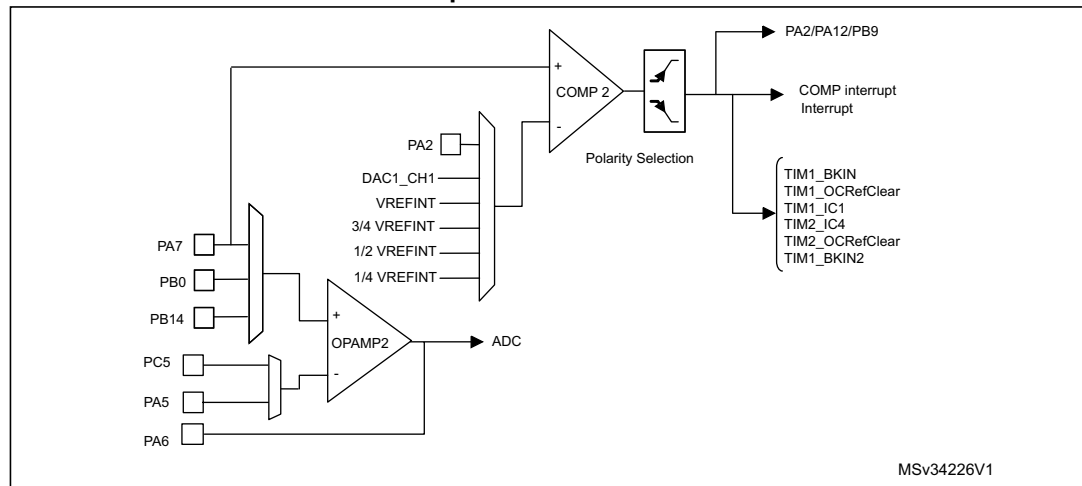 PA2/PA12/PB9
+
COMP 2
-
COMP interrupt
Interrupt
PA2
Polarity Selection
DAC1_CH1
VREFINT
3/4 VREFINT
1/2 VREFINT
1/4 VREFINT
TIM1_BKIN
TIM1_OCRefClear
TIM1_IC1
TIM2_IC4
TIM2_OCRefClear
TIM1_BKIN2
PA7
PB0
PB14
+
OPAMP2
-
ADC
PC5
PA5
PA6
MSv34226V1